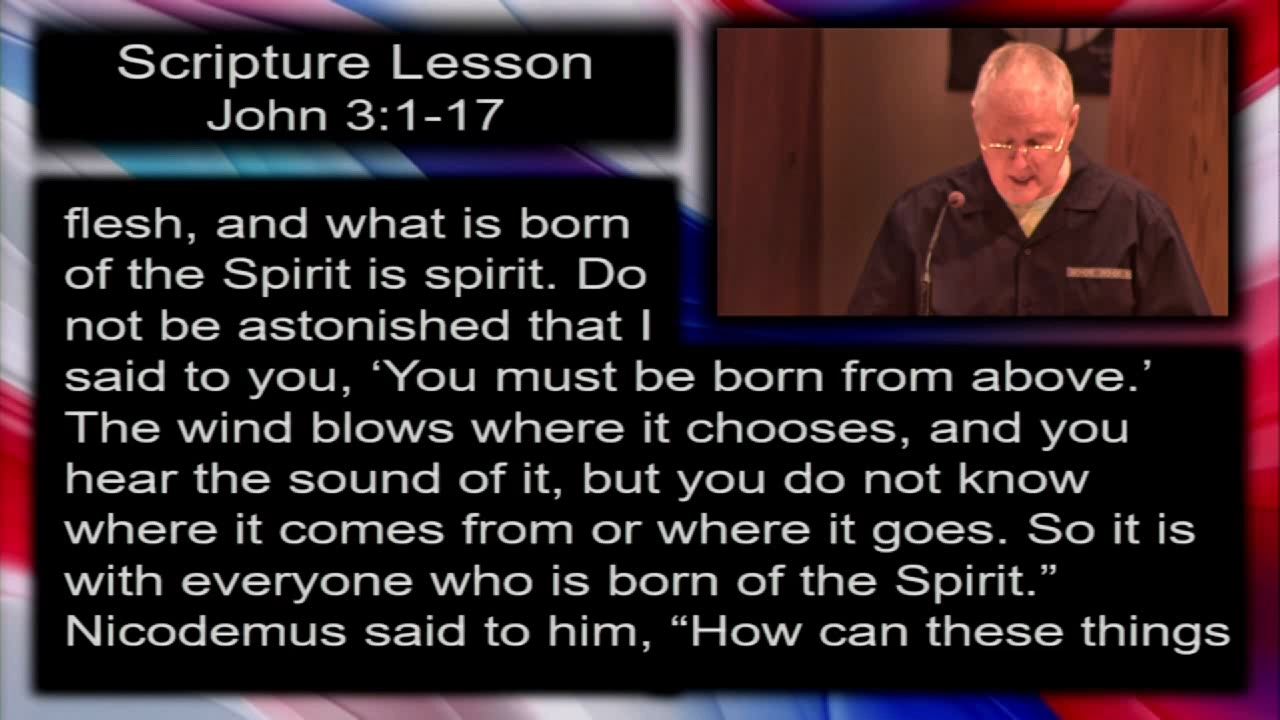 Scripture Lesson
John 3:1-17
flesh, and what is born
of the Spirit is spirit. Do
not be astonished that I
said to you, ‘You must be born from above.’
The wind blows where it chooses, and you
hear the sound of it, but you do not know
where it comes from or where it goes. So it is
with everyone who is born of the Spirit.”
Nicodemus said to him, “How can these things